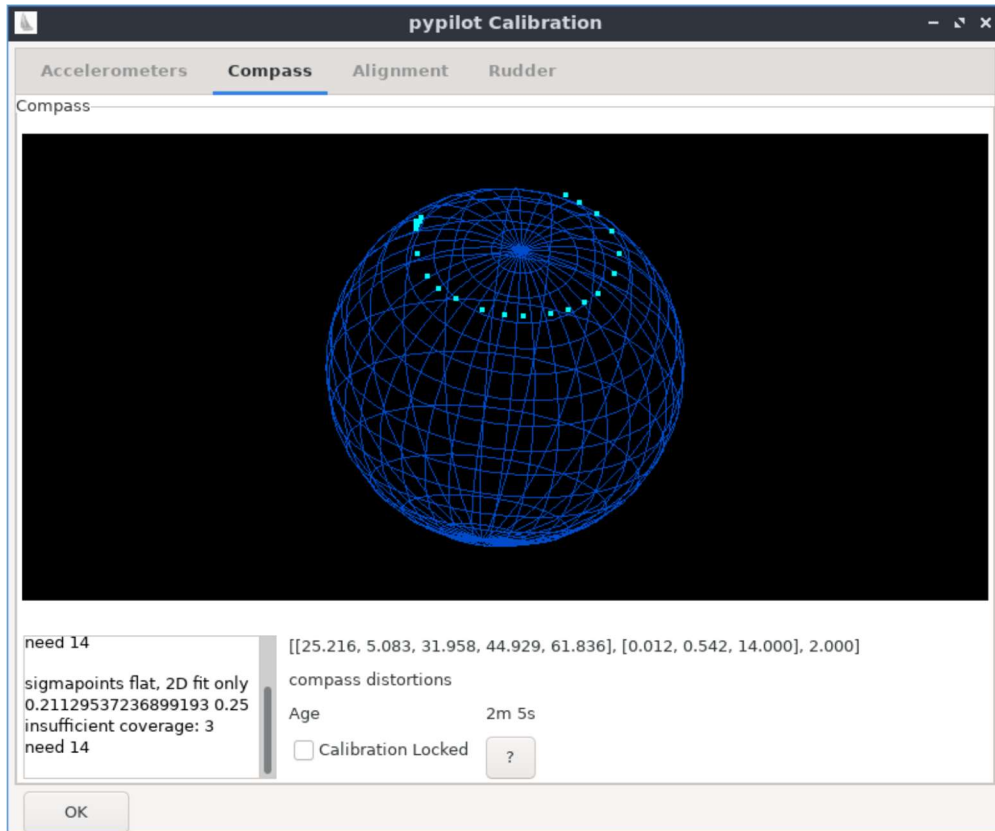 pypilot Calibration
Accelerometers Compass Alignment Rudder
Compass
need 14
sigmapoints flat, 2D fit only
0.21129537236899193 0.25
insufficient coverage: 3
need 14
[[25.216, 5.083, 31.958, 44.929, 61.836], [0.012, 0.542, 14.000], 2.000]
compass distortions
Age 2m 5s
Calibration Locked ?
OK